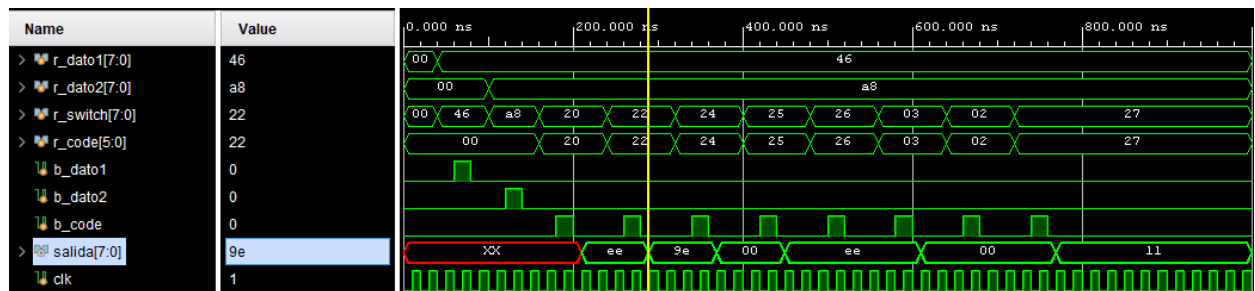 Name Value 0.000 ns 200.000 ns 400.000 ns 600.000 ns 800.000 ns
r_dato1[7:0] 46 00 46
r_dato2[7:0] a8 00 a8
r_switch[7:0] 22 00 46 a8 20 22 24 25 26 03 02 27
r_code[5:0] 22 00 20 22 24 25 26 03 02 27
b_dato1 0
b_dato2 0
b_code 0
salida[7:0] 9e XX ee 9e 00 ee 00 11
clk 1